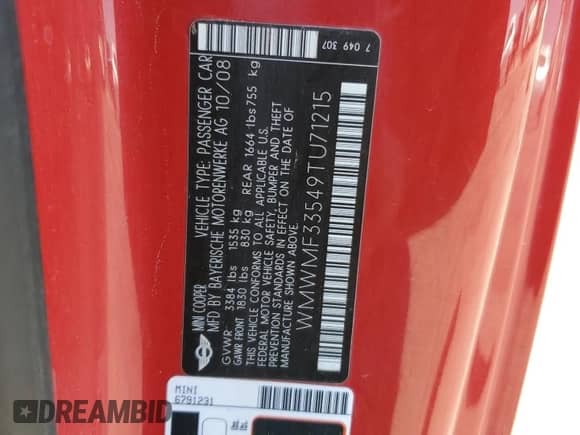 MINI COOPER VEHICLE TYPE: PASSENGER CAR
MFD BY BAYERISCHE MOTORENWERKE AG 10/08
GVWR: 3384 lbs 1535 kg
GAWR FRONT 1830 lbs 830 kg REAR 1664 lbs 755 kg
THIS VEHICLE CONFORMS TO ALL APPLICABLE U.S.
FEDERAL MOTOR VEHICLE SAFETY, BUMPER AND THEFT
PREVENTION STANDARDS IN EFFECT ON THE DATE OF
MANUFACTURE SHOWN ABOVE.
WMWMF33549TU71215
7 049 307
MINI
6791231
DREAMBID